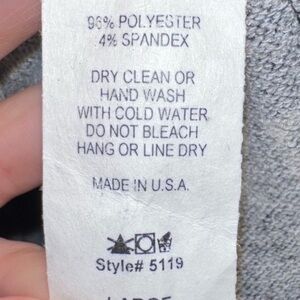 96% POLYESTER
4% SPANDEX
DRY CLEAN OR
HAND WASH
WITH COLD WATER
DO NOT BLEACH
HANG OR LINE DRY
MADE IN U.S.A.
Style# 5119
LARGE